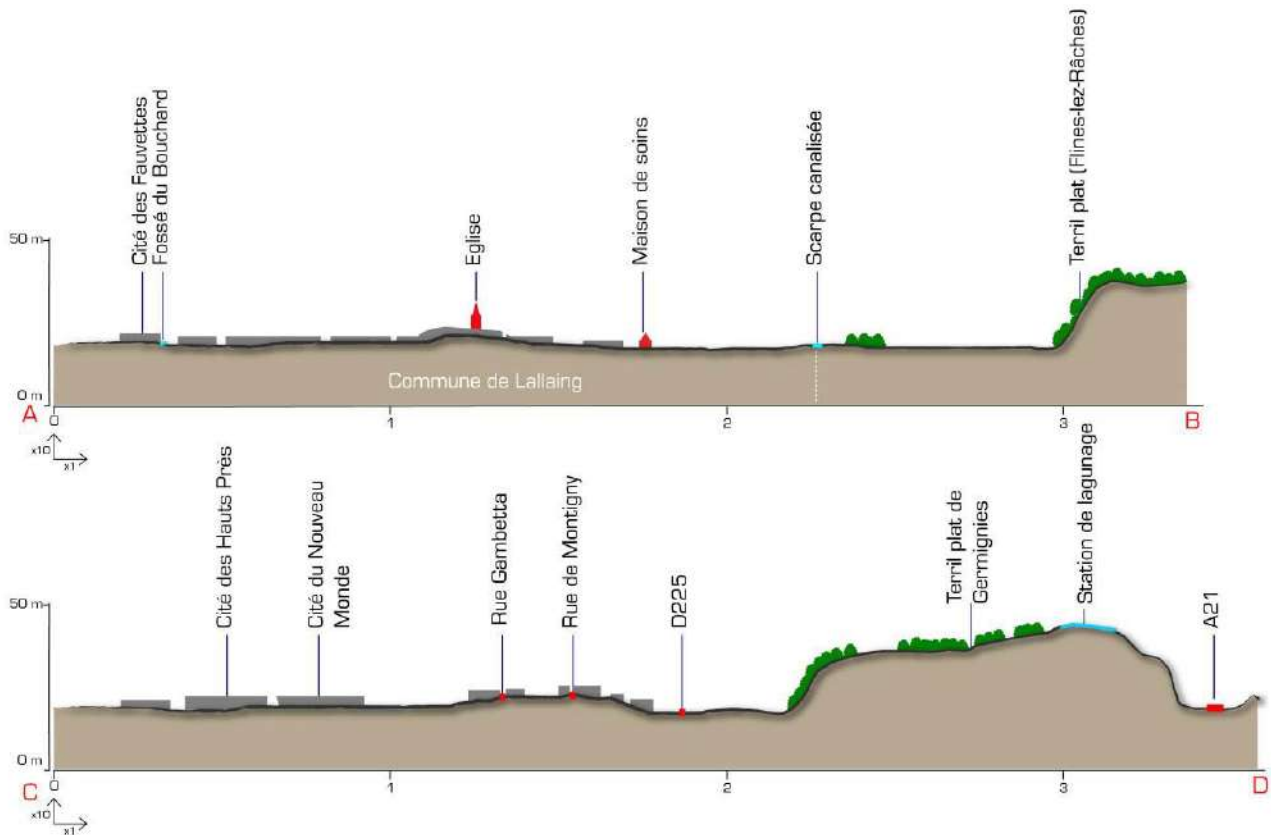 Cité des Fauvettes
Fossé du Bouchard
Eglise
Maison de soins
Scarpe canalisée
Terril plat (Flines-lez-Râches)
50 m
0 m
Commune de Lallaing
A
0
1
2
3
B
x10
x1
Cité des Hauts Près
Cité du Nouveau
Monde
Rue Gambetta
Rue de Montigny
D225
Terril plat de
Germignies
Station de lagunage
A21
50 m
0 m
C
0
1
2
3
D
x10
x1